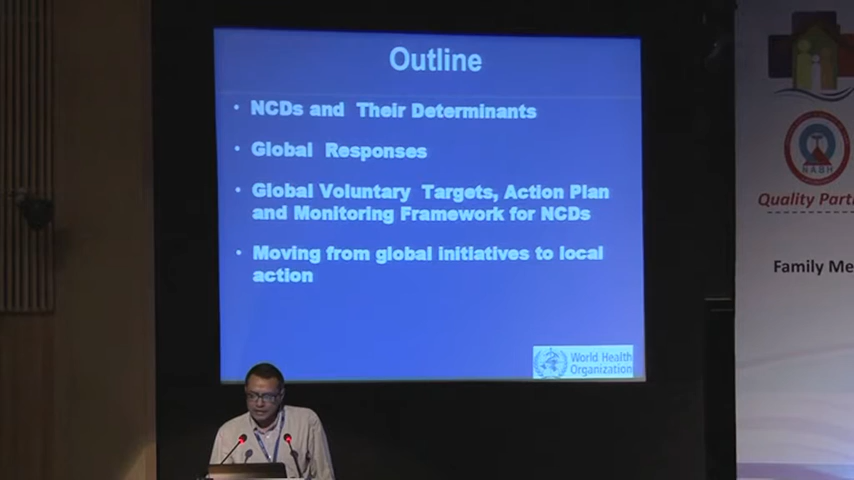 Outline
• NCDs and Their Determinants
• Global Responses
• Global Voluntary Targets, Action Plan
and Monitoring Framework for NCDs
• Moving from global initiatives to local
action
World Health
Organization
NABH
Quality Part
Family Me